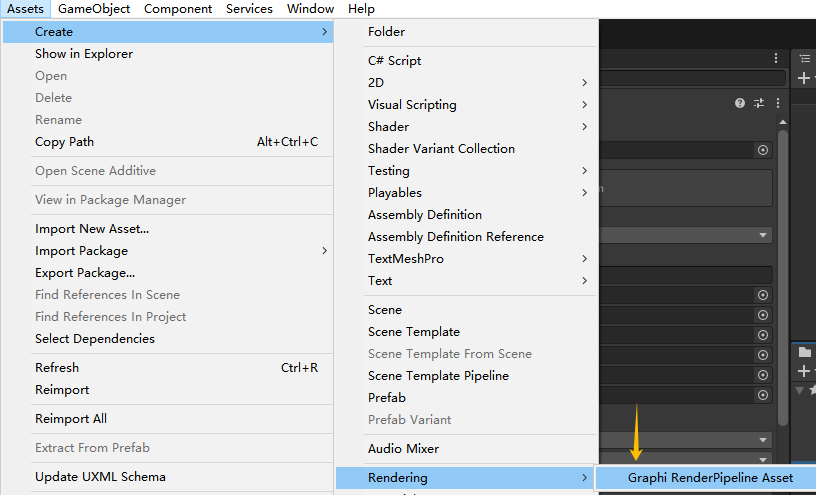 Assets GameObject Component Services Window Help
Create
Show in Explorer
Open
Delete
Rename
Copy Path Alt+Ctrl+C
Open Scene Additive
View in Package Manager
Import New Asset...
Import Package
Export Package...
Find References In Scene
Find References In Project
Select Dependencies
Refresh Ctrl+R
Reimport
Reimport All
Extract From Prefab
Update UXML Schema
Folder
C# Script
2D
Visual Scripting
Shader
Shader Variant Collection
Testing
Playables
Assembly Definition
Assembly Definition Reference
TextMeshPro
Text
Scene
Scene Template
Scene Template From Scene
Scene Template Pipeline
Prefab
Prefab Variant
Audio Mixer
Rendering
Graphi RenderPipeline Asset